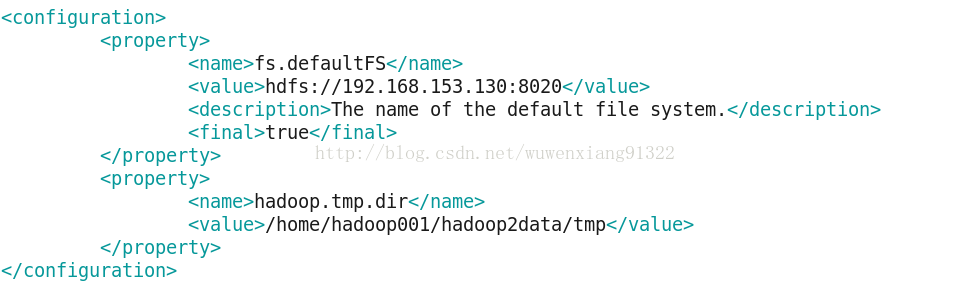 <configuration>
<property>
<name>fs.defaultFS</name>
<value>hdfs://192.168.153.130:8020</value>
<description>The name of the default file system.</description>
<final>true</final>
</property>
http://blog.csdn.net/wuwenxiang91322
<property>
<name>hadoop.tmp.dir</name>
<value>/home/hadoop001/hadoop2data/tmp</value>
</property>
</configuration>